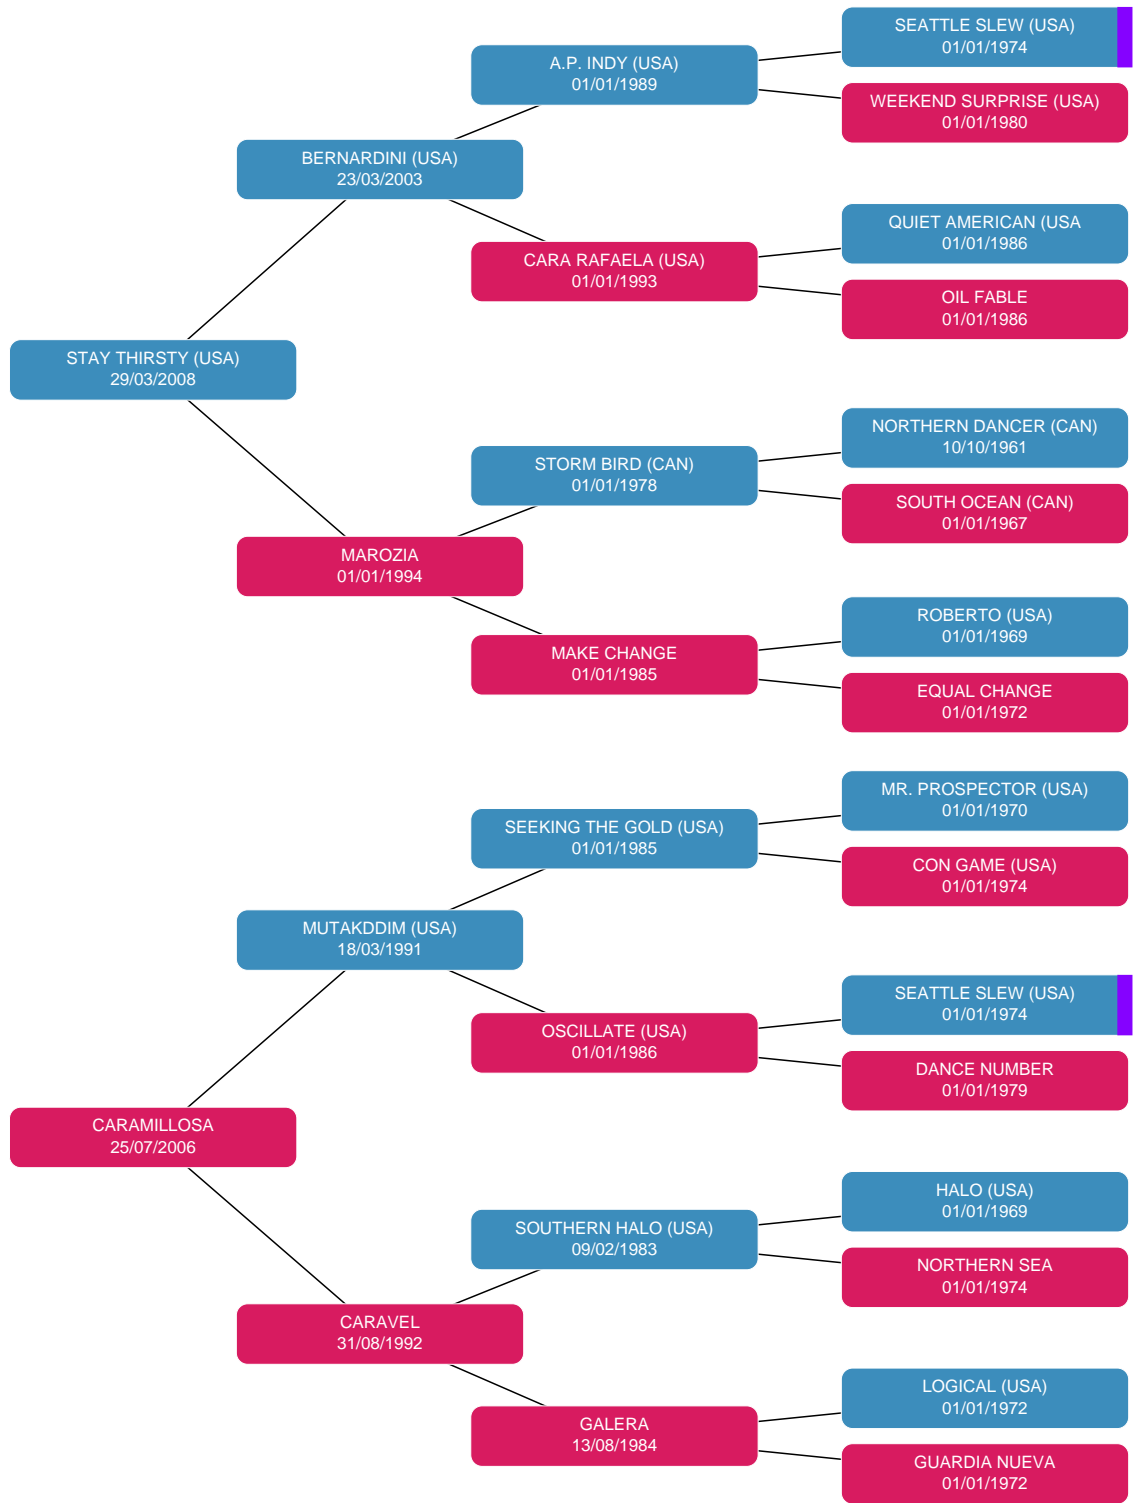 SEATTLE SLEW (USA)
01/01/1974
A.P. INDY (USA)
01/01/1989
WEEKEND SURPRISE (USA)
01/01/1980
BERNARDINI (USA)
23/03/2003
QUIET AMERICAN (USA
01/01/1986
CARA RAFAELA (USA)
01/01/1993
OIL FABLE
01/01/1986
STAY THIRSTY (USA)
29/03/2008
NORTHERN DANCER (CAN)
10/10/1961
STORM BIRD (CAN)
01/01/1978
SOUTH OCEAN (CAN)
01/01/1967
MAROZIA
01/01/1994
ROBERTO (USA)
01/01/1969
MAKE CHANGE
01/01/1985
EQUAL CHANGE
01/01/1972
MR. PROSPECTOR (USA)
01/01/1970
SEEKING THE GOLD (USA)
01/01/1985
CON GAME (USA)
01/01/1974
MUTAKDDIM (USA)
18/03/1991
SEATTLE SLEW (USA)
01/01/1974
OSCILLATE (USA)
01/01/1986
DANCE NUMBER
01/01/1979
CARAMILLOSA
25/07/2006
HALO (USA)
01/01/1969
SOUTHERN HALO (USA)
09/02/1983
NORTHERN SEA
01/01/1974
CARAVEL
31/08/1992
LOGICAL (USA)
01/01/1972
GALERA
13/08/1984
GUARDIA NUEVA
01/01/1972